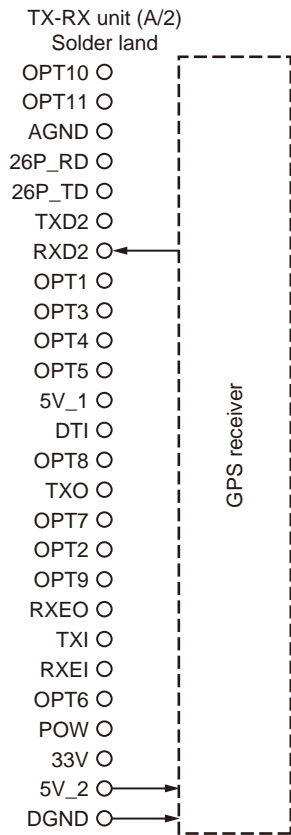 TX-RX unit (A/2)
Solder land
OPT10
OPT11
AGND
26P_RD
26P_TD
TXD2
RXD2
OPT1
OPT3
OPT4
OPT5
5V_1
DTI
OPT8
TXO
OPT7
OPT2
OPT9
RXEO
TXI
RXEI
OPT6
POW
33V
5V_2
DGND
GPS receiver